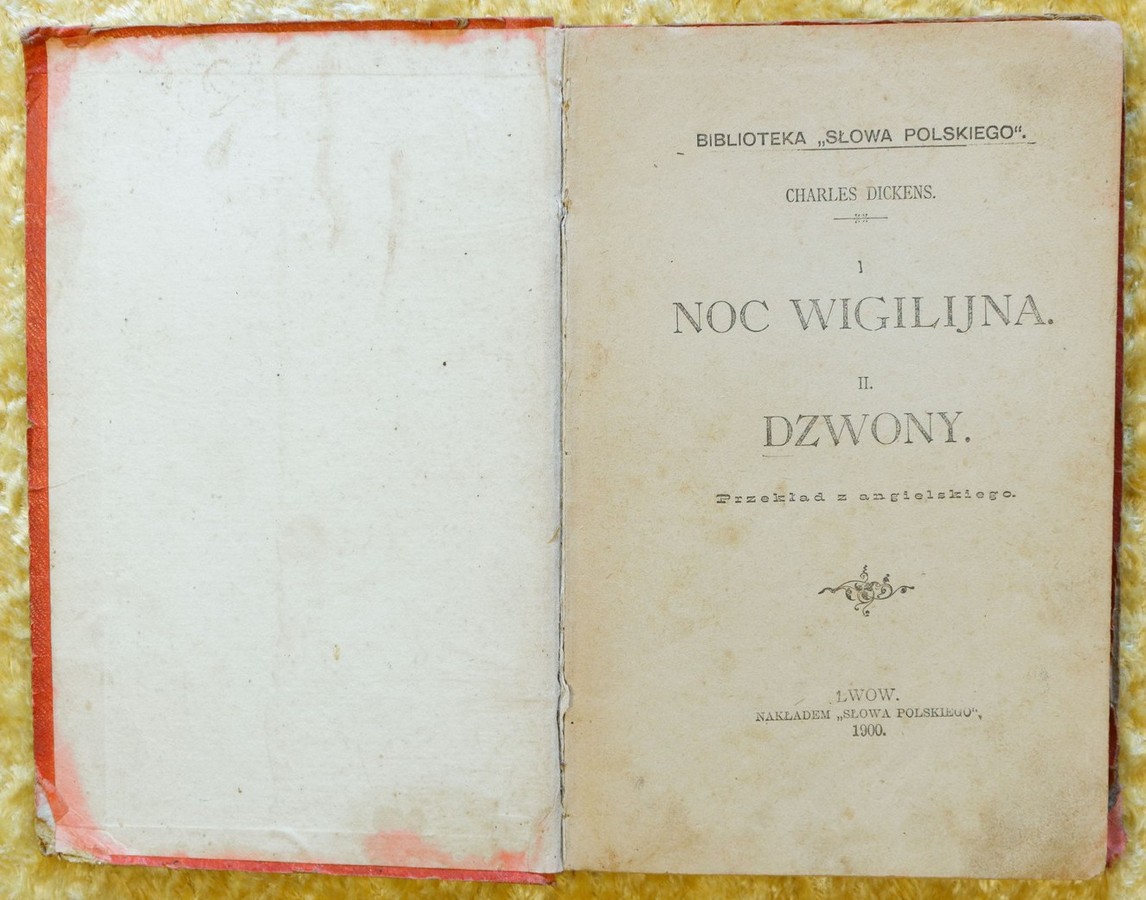 BIBLIOTEKA „SŁOWA POLSKIEGO“.
CHARLES DICKENS.
I
NOC WIGILIJNA.
II.
DZWONY.
Przekład z angielskiego.
LWOW.
NAKŁADEM „SŁOWA POLSKIEGO“,
1900.